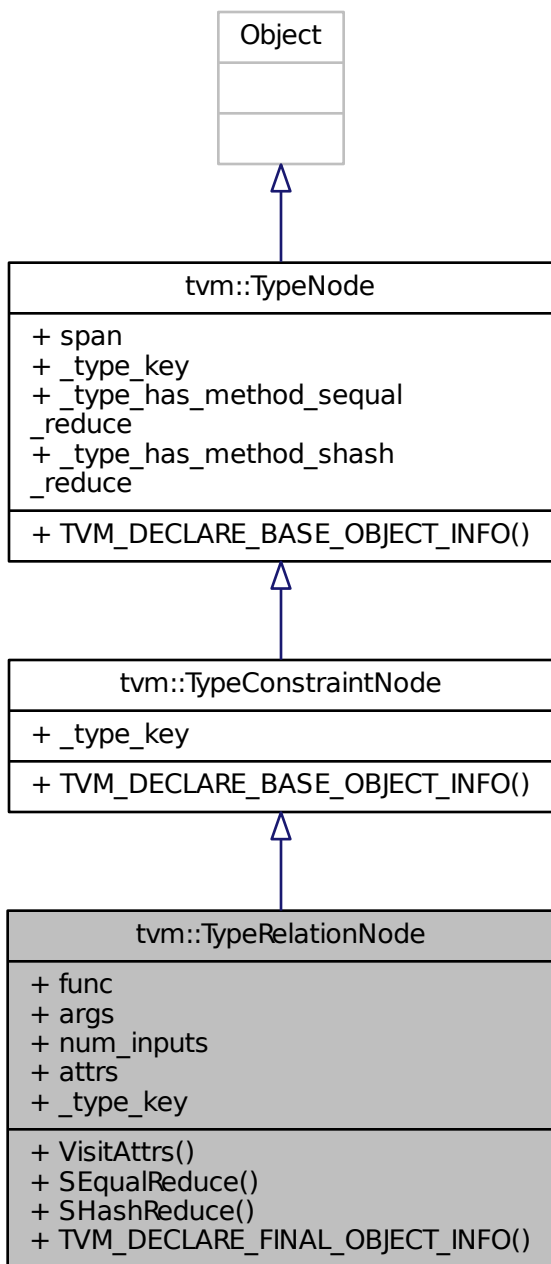 Object
tvm::TypeNode
+ span
+ _type_key
+ _type_has_method_sequal
_reduce
+ _type_has_method_shash
_reduce
+ TVM_DECLARE_BASE_OBJECT_INFO()
tvm::TypeConstraintNode
+ _type_key
+ TVM_DECLARE_BASE_OBJECT_INFO()
tvm::TypeRelationNode
+ func
+ args
+ num_inputs
+ attrs
+ _type_key
+ VisitAttrs()
+ SEqualReduce()
+ SHashReduce()
+ TVM_DECLARE_FINAL_OBJECT_INFO()